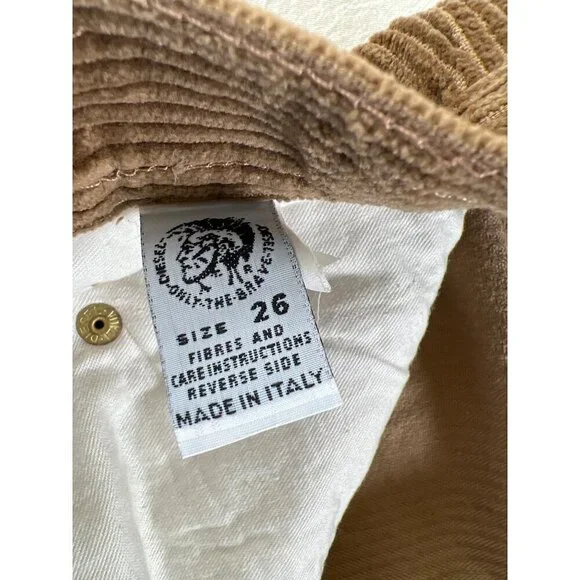 DIESEL
ONLY-THE-BRAVE
SIZE 26
FIBRES AND
CARE INSTRUCTIONS
REVERSE SIDE
MADE IN ITALY